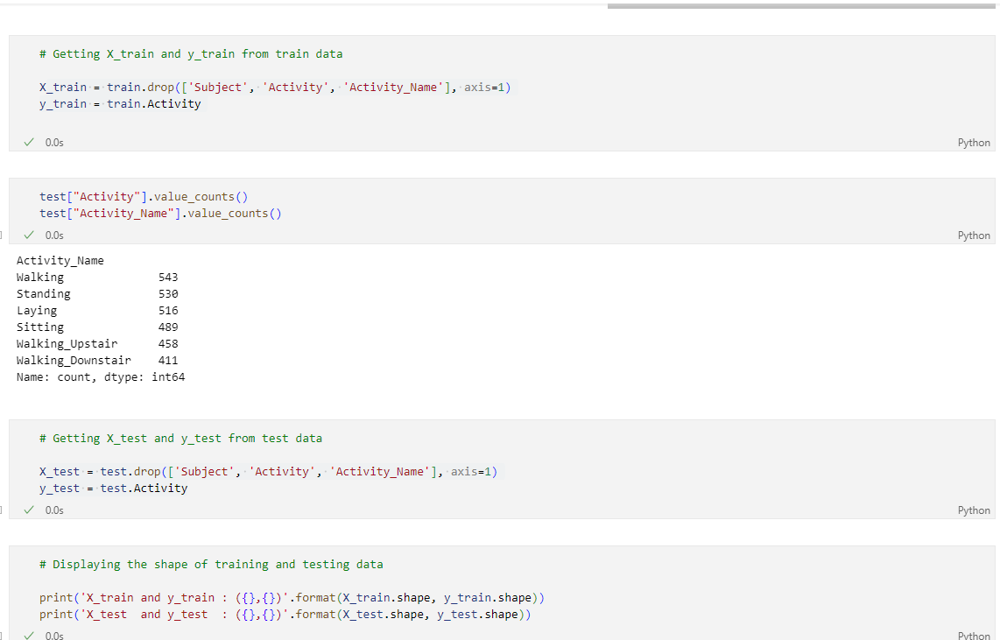 # Getting X_train and y_train from train data
X_train = train.drop(['Subject', 'Activity', 'Activity_Name'], axis=1)
y_train = train.Activity
✓ 0.0s Python
test["Activity"].value_counts()
test["Activity_Name"].value_counts()
] ✓ 0.0s Python
Activity_Name
Walking 543
Standing 530
Laying 516
Sitting 489
Walking_Upstair 458
Walking_Downstair 411
Name: count, dtype: int64
# Getting X_test and y_test from test data
X_test = test.drop(['Subject', 'Activity', 'Activity_Name'], axis=1)
y_test = test.Activity
] ✓ 0.0s Python
# Displaying the shape of training and testing data
print('X_train and y_train : ({},{})'.format(X_train.shape, y_train.shape))
print('X_test  and y_test  : ({},{})'.format(X_test.shape, y_test.shape))
] ✓ 0.0s Python